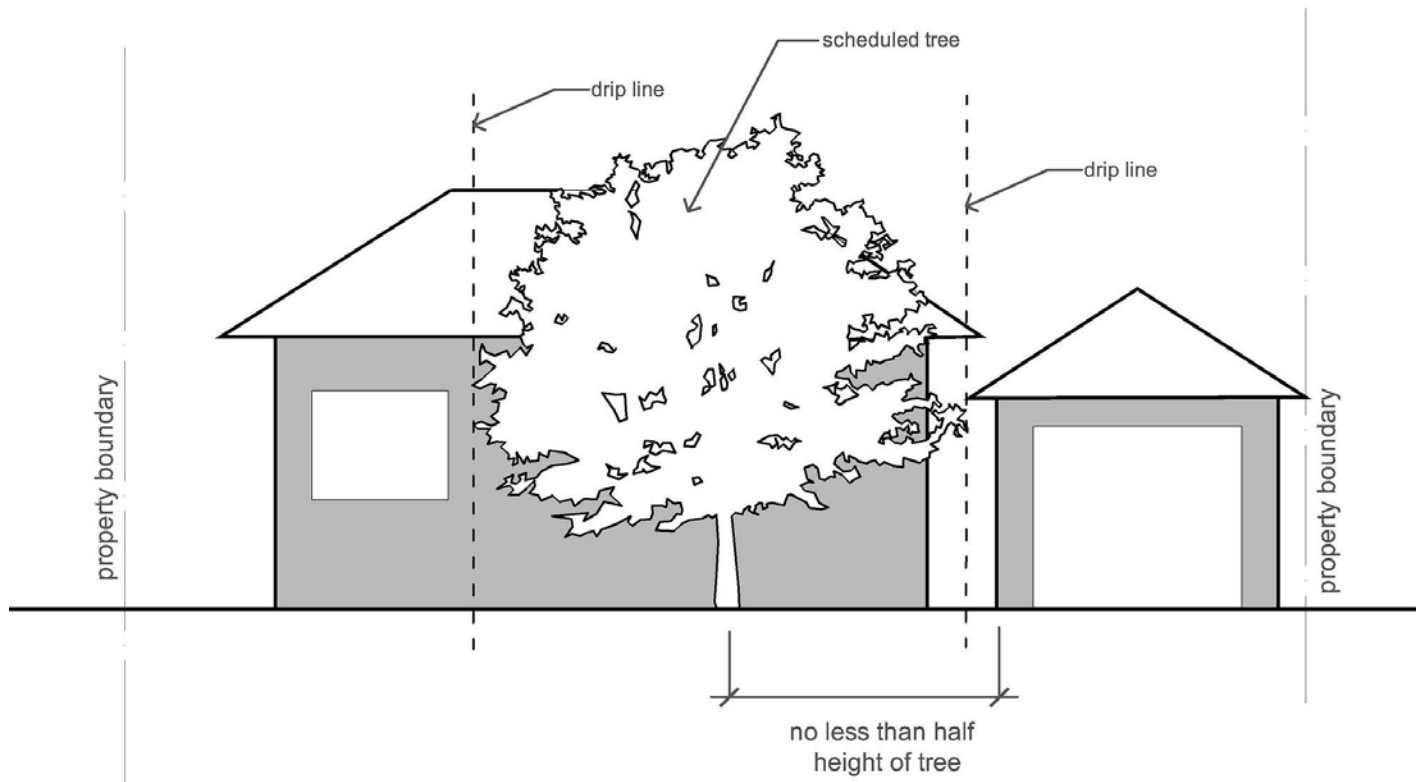 scheduled tree
drip line
drip line
property boundary
property boundary
no less than half
height of tree